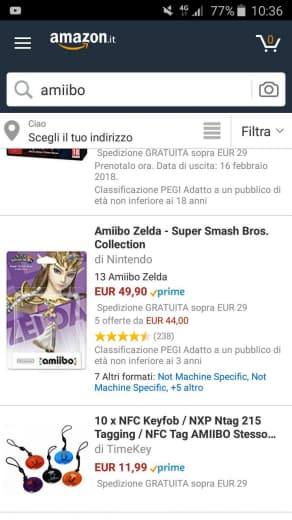 4G 77% 10:36
amazon.it 0
amiibo
Ciao
Scegli il tuo indirizzo
Filtra
Spedizione GRATUITA sopra EUR 29
Prenotalo ora. Data di uscita: 16 febbraio
2018.
Classificazione PEGI Adatto a un pubblico di
età non inferiore ai 18 anni
Amiibo Zelda - Super Smash Bros.
Collection
di Nintendo
13 Amiibo Zelda
EUR 49,90 prime
Spedizione GRATUITA sopra EUR 29
5 offerte da EUR 44,00
(238)
Classificazione PEGI Adatto a un pubblico di
età non inferiore ai 3 anni
7 Altri formati: Not Machine Specific, Not
Machine Specific, +5 altro
ZELDA
amiibo
10 x NFC Keyfob / NXP Ntag 215
Tagging / NFC Tag AMIIBO Stesso...
di TimeKey
EUR 11,99 prime
Spedizione GRATUITA sopra EUR 29